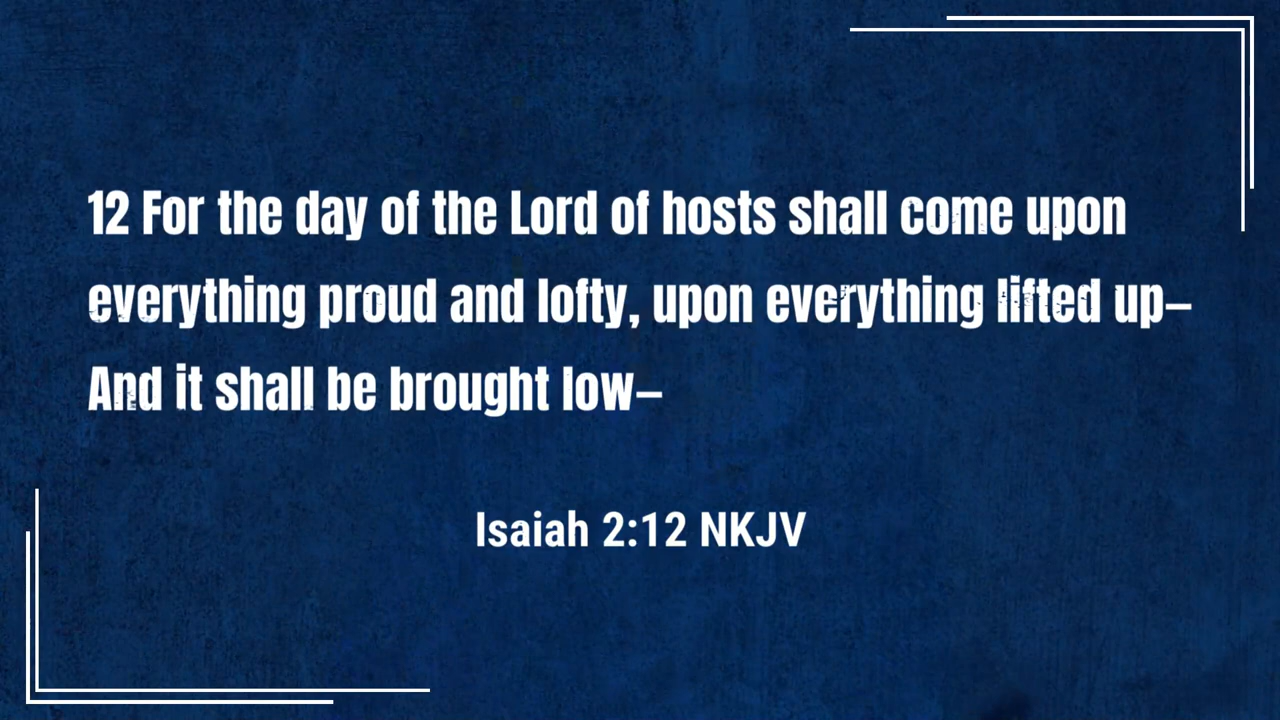 12 For the day of the Lord of hosts shall come upon
everything proud and lofty, upon everything lifted up—
And it shall be brought low—
Isaiah 2:12 NKJV